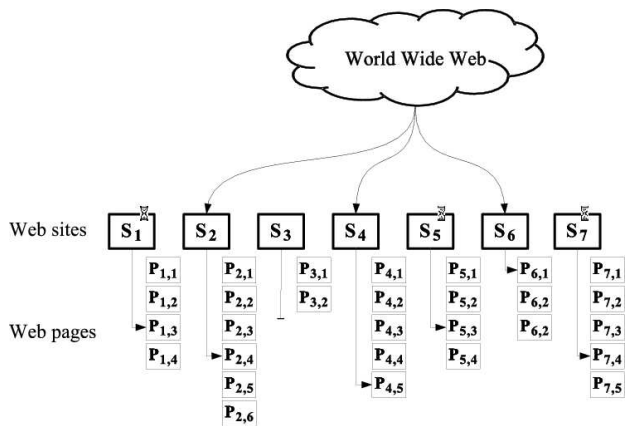 World Wide Web
Web sites S1 S2 S3 S4 S5 S6 S7
P1,1 P2,1 P3,1 P4,1 P5,1 P6,1 P7,1
P1,2 P2,2 P3,2 P4,2 P5,2 P6,2 P7,2
Web pages P1,3 P2,3 P4,3 P5,3 P6,2 P7,3
P1,4 P2,4 P4,4 P5,4 P7,4
P2,5 P4,5 P7,5
P2,6